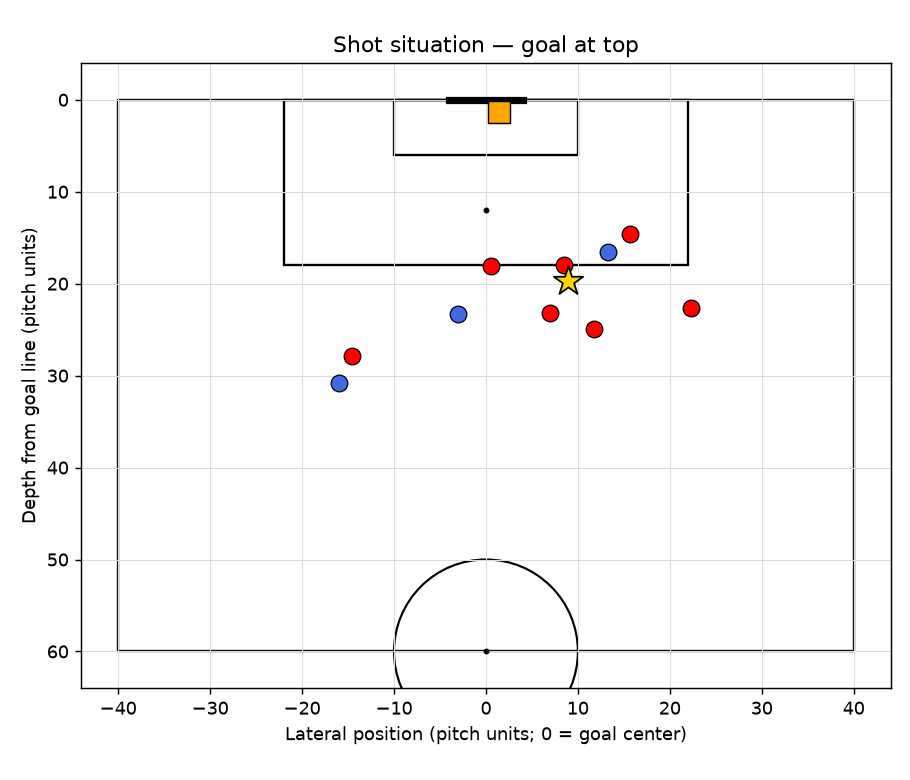 Shot situation — goal at top
0
10
20
30
40
50
60
Depth from goal line (pitch units)
−40 −30 −20 −10 0 10 20 30 40
Lateral position (pitch units; 0 = goal center)